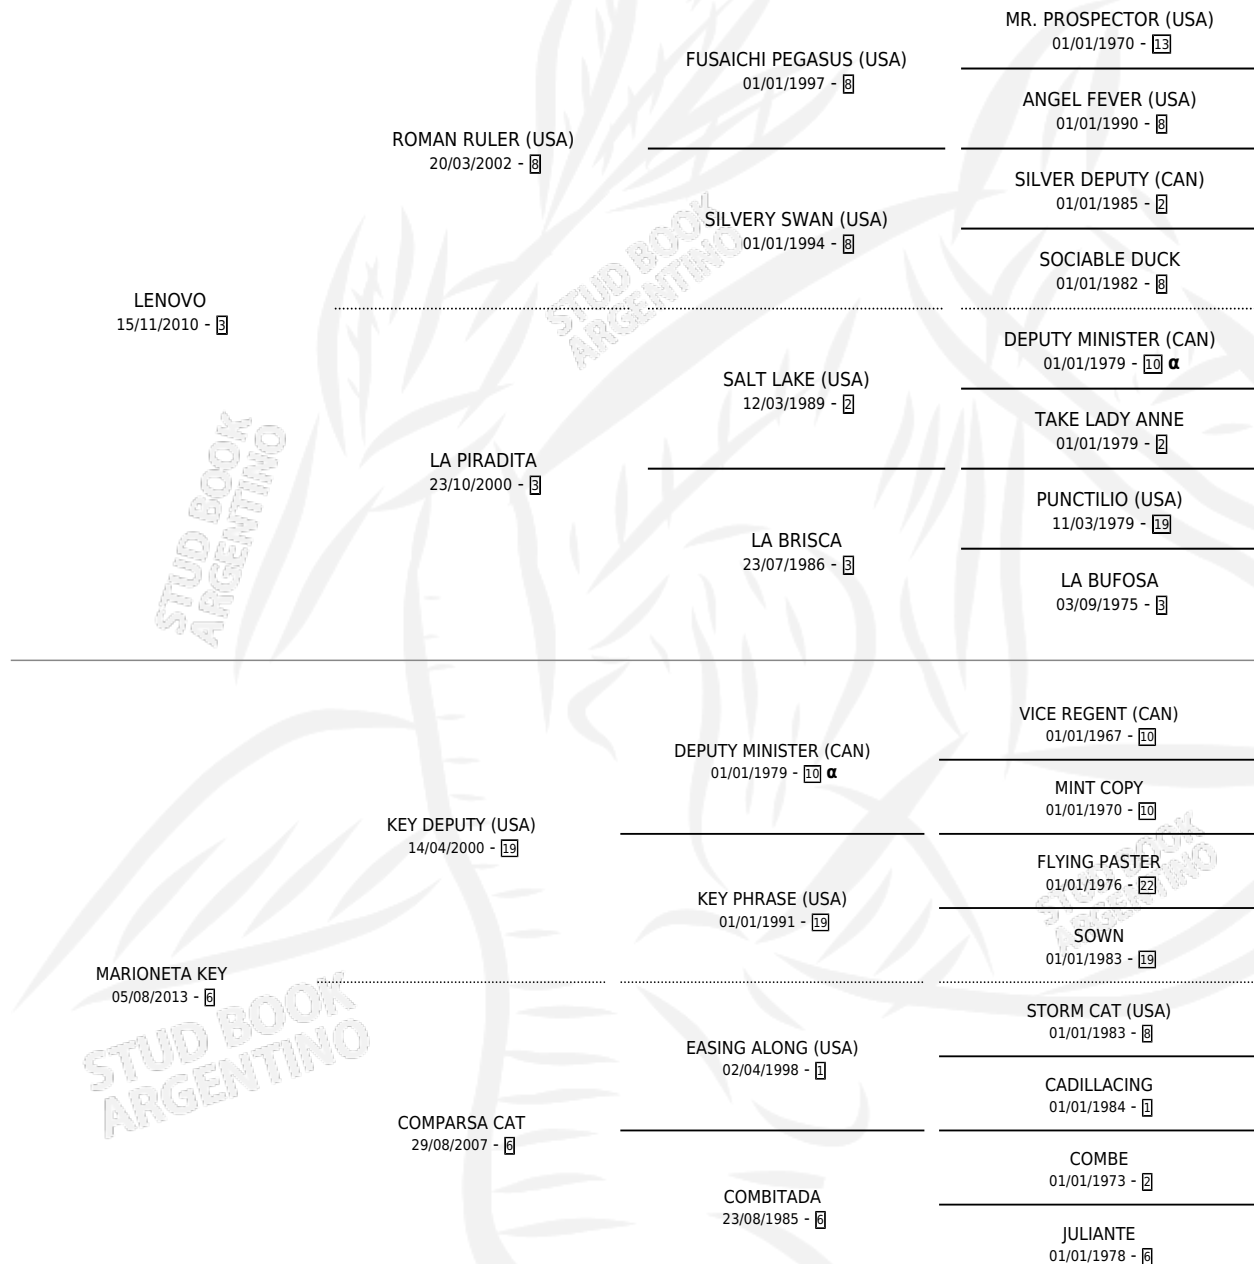 MR. PROSPECTOR (USA)
01/01/1970 - 13
FUSAICHI PEGASUS (USA)
01/01/1997 - 8
ANGEL FEVER (USA)
01/01/1990 - 8
ROMAN RULER (USA)
20/03/2002 - 8
SILVER DEPUTY (CAN)
01/01/1985 - 2
SILVERY SWAN (USA)
01/01/1994 - 8
SOCIABLE DUCK
01/01/1982 - 8
LENOVO
15/11/2010 - 3
DEPUTY MINISTER (CAN)
01/01/1979 - 10 α
SALT LAKE (USA)
12/03/1989 - 2
TAKE LADY ANNE
01/01/1979 - 2
LA PIRADITA
23/10/2000 - 3
PUNCTILIO (USA)
11/03/1979 - 19
LA BRISCA
23/07/1986 - 3
LA BUFOSA
03/09/1975 - 3
VICE REGENT (CAN)
01/01/1967 - 10
DEPUTY MINISTER (CAN)
01/01/1979 - 10 α
MINT COPY
01/01/1970 - 10
KEY DEPUTY (USA)
14/04/2000 - 19
FLYING PASTER
01/01/1976 - 22
KEY PHRASE (USA)
01/01/1991 - 19
SOWN
01/01/1983 - 19
MARIONETA KEY
05/08/2013 - 6
STORM CAT (USA)
01/01/1983 - 8
EASING ALONG (USA)
02/04/1998 - 1
CADILLACING
01/01/1984 - 1
COMPARSA CAT
29/08/2007 - 6
COMBE
01/01/1973 - 2
COMBITADA
23/08/1985 - 6
JULIANTE
01/01/1978 - 6
STUD BOOK
ARGENTINO
STUD BOOK
ARGENTINO
STUD BOOK
ARGENTINO
STUD BOOK
ARGENTINO